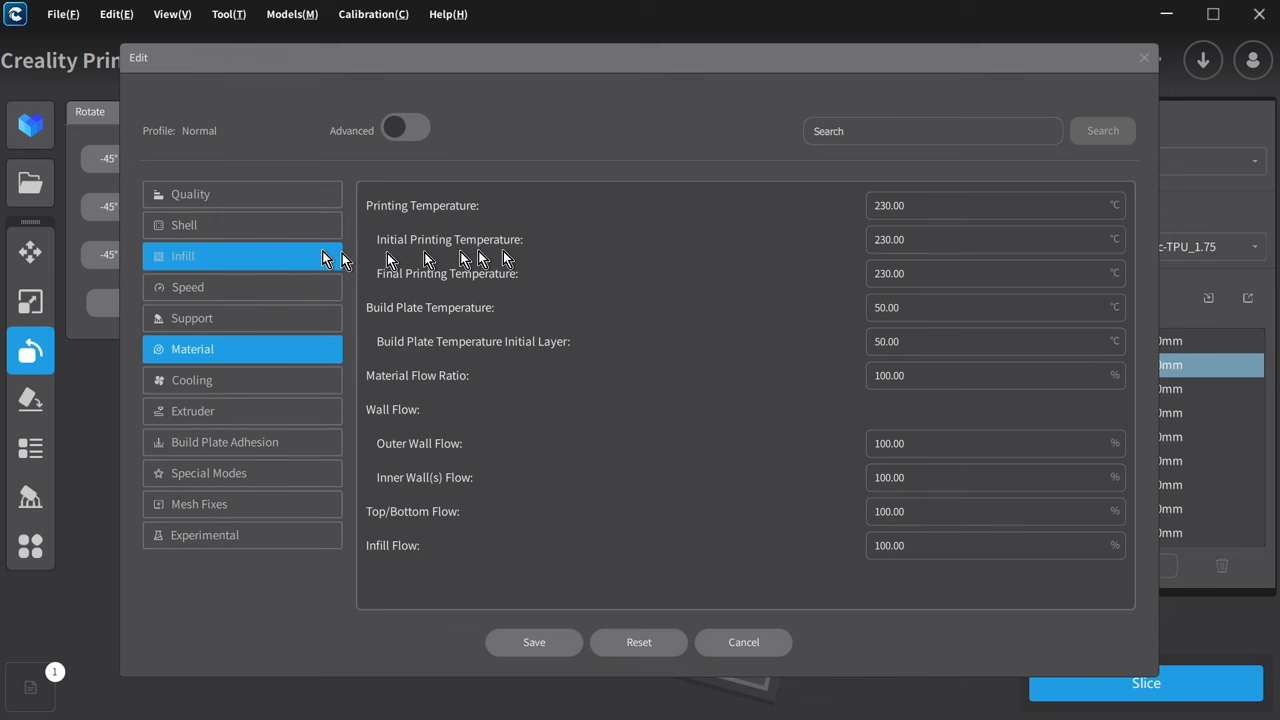 File(F) Edit(E) View(V) Tool(T) Models(M) Calibration(C) Help(H)
Creality Prin
Edit
Rotate
-45°
-45°
-45°
Profile: Normal
Advanced
Search
Search
Quality
Shell
Infill
Speed
Support
Material
Cooling
Extruder
Build Plate Adhesion
Special Modes
Mesh Fixes
Experimental
Printing Temperature: 230.00 °C
Initial Printing Temperature: 230.00 °C
Final Printing Temperature: 230.00 °C
Build Plate Temperature: 50.00 °C
Build Plate Temperature Initial Layer: 50.00 °C
Material Flow Ratio: 100.00 %
Wall Flow:
Outer Wall Flow: 100.00 %
Inner Wall(s) Flow: 100.00 %
Top/Bottom Flow: 100.00 %
Infill Flow: 100.00 %
Save Reset Cancel
c-TPU_1.75
0mm
0mm
0mm
0mm
0mm
0mm
0mm
0mm
0mm
1
Slice